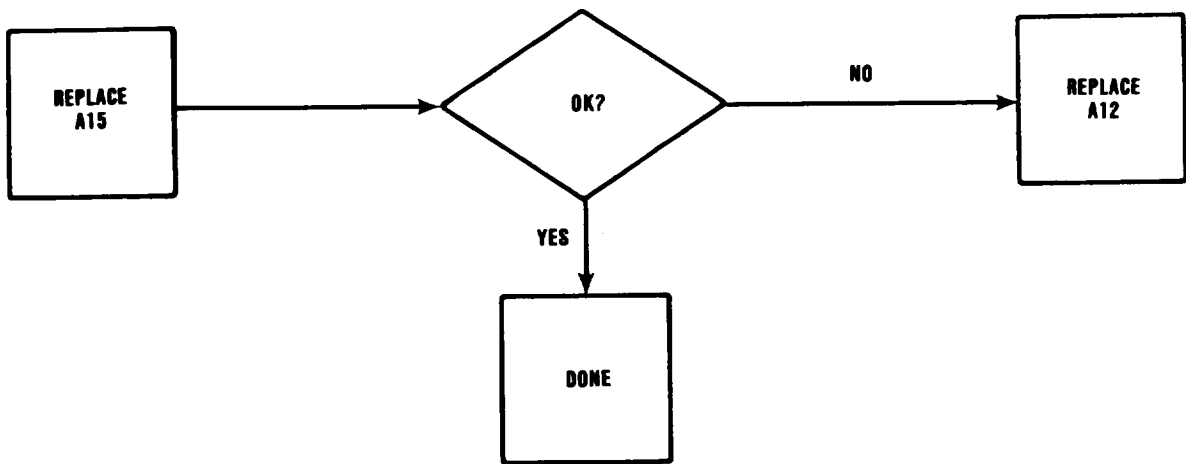 REPLACE
A15
OK?
NO
REPLACE
A12
YES
DONE